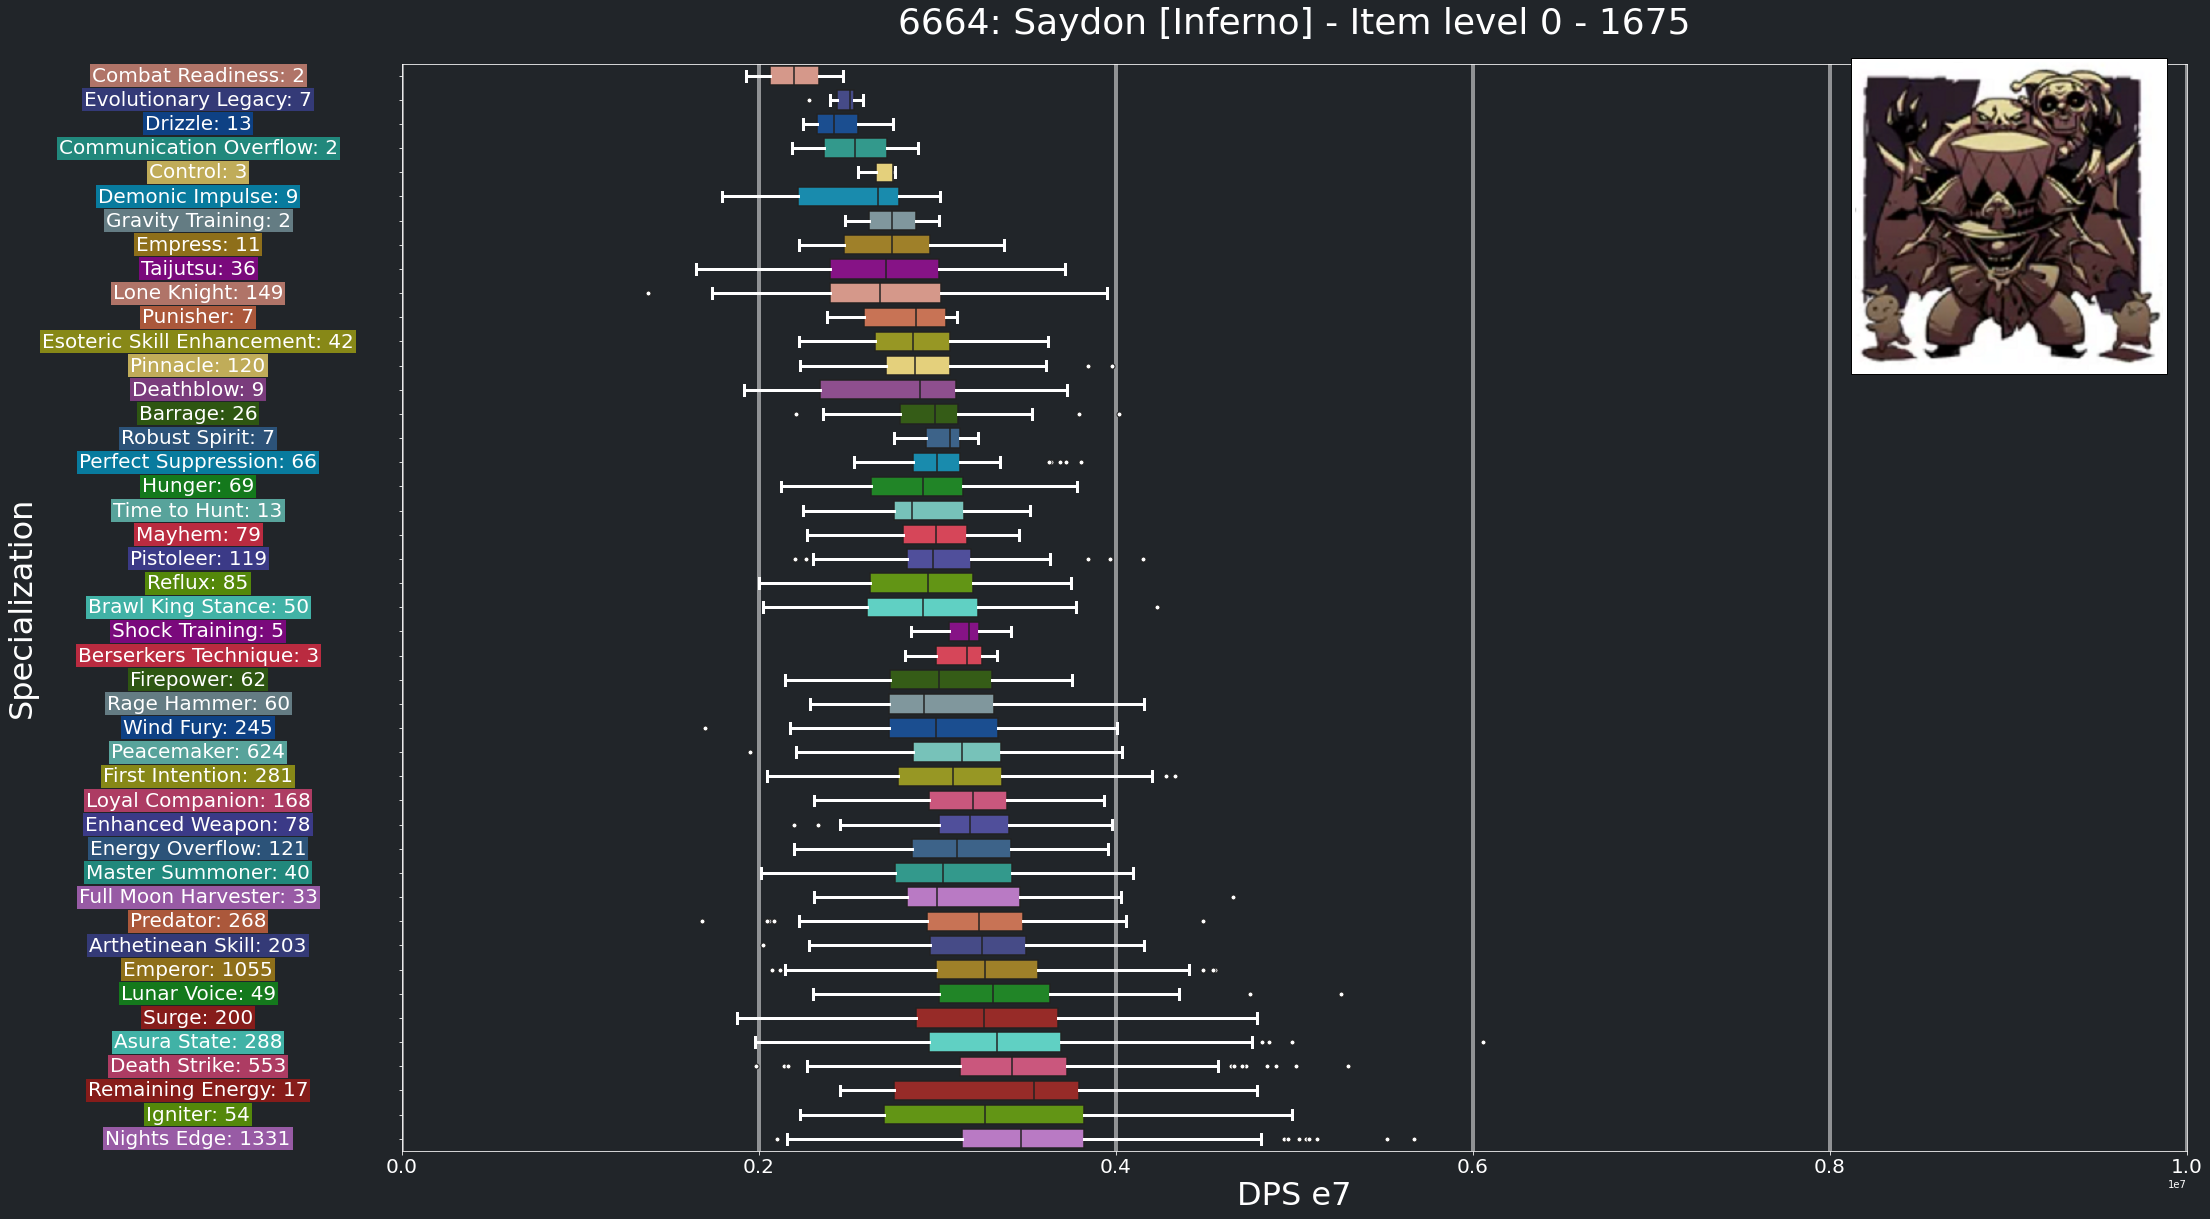 6664: Saydon [Inferno] - Item level 0 - 1675
Specialization
Combat Readiness: 2
Evolutionary Legacy: 7
Drizzle: 13
Communication Overflow: 2
Control: 3
Demonic Impulse: 9
Gravity Training: 2
Empress: 11
Taijutsu: 36
Lone Knight: 149
Punisher: 7
Esoteric Skill Enhancement: 42
Pinnacle: 120
Deathblow: 9
Barrage: 26
Robust Spirit: 7
Perfect Suppression: 66
Hunger: 69
Time to Hunt: 13
Mayhem: 79
Pistoleer: 119
Reflux: 85
Brawl King Stance: 50
Shock Training: 5
Berserkers Technique: 3
Firepower: 62
Rage Hammer: 60
Wind Fury: 245
Peacemaker: 624
First Intention: 281
Loyal Companion: 168
Enhanced Weapon: 78
Energy Overflow: 121
Master Summoner: 40
Full Moon Harvester: 33
Predator: 268
Arthetinean Skill: 203
Emperor: 1055
Lunar Voice: 49
Surge: 200
Asura State: 288
Death Strike: 553
Remaining Energy: 17
Igniter: 54
Nights Edge: 1331
0.0 0.2 0.4 0.6 0.8 1.0
1e7
DPS e7